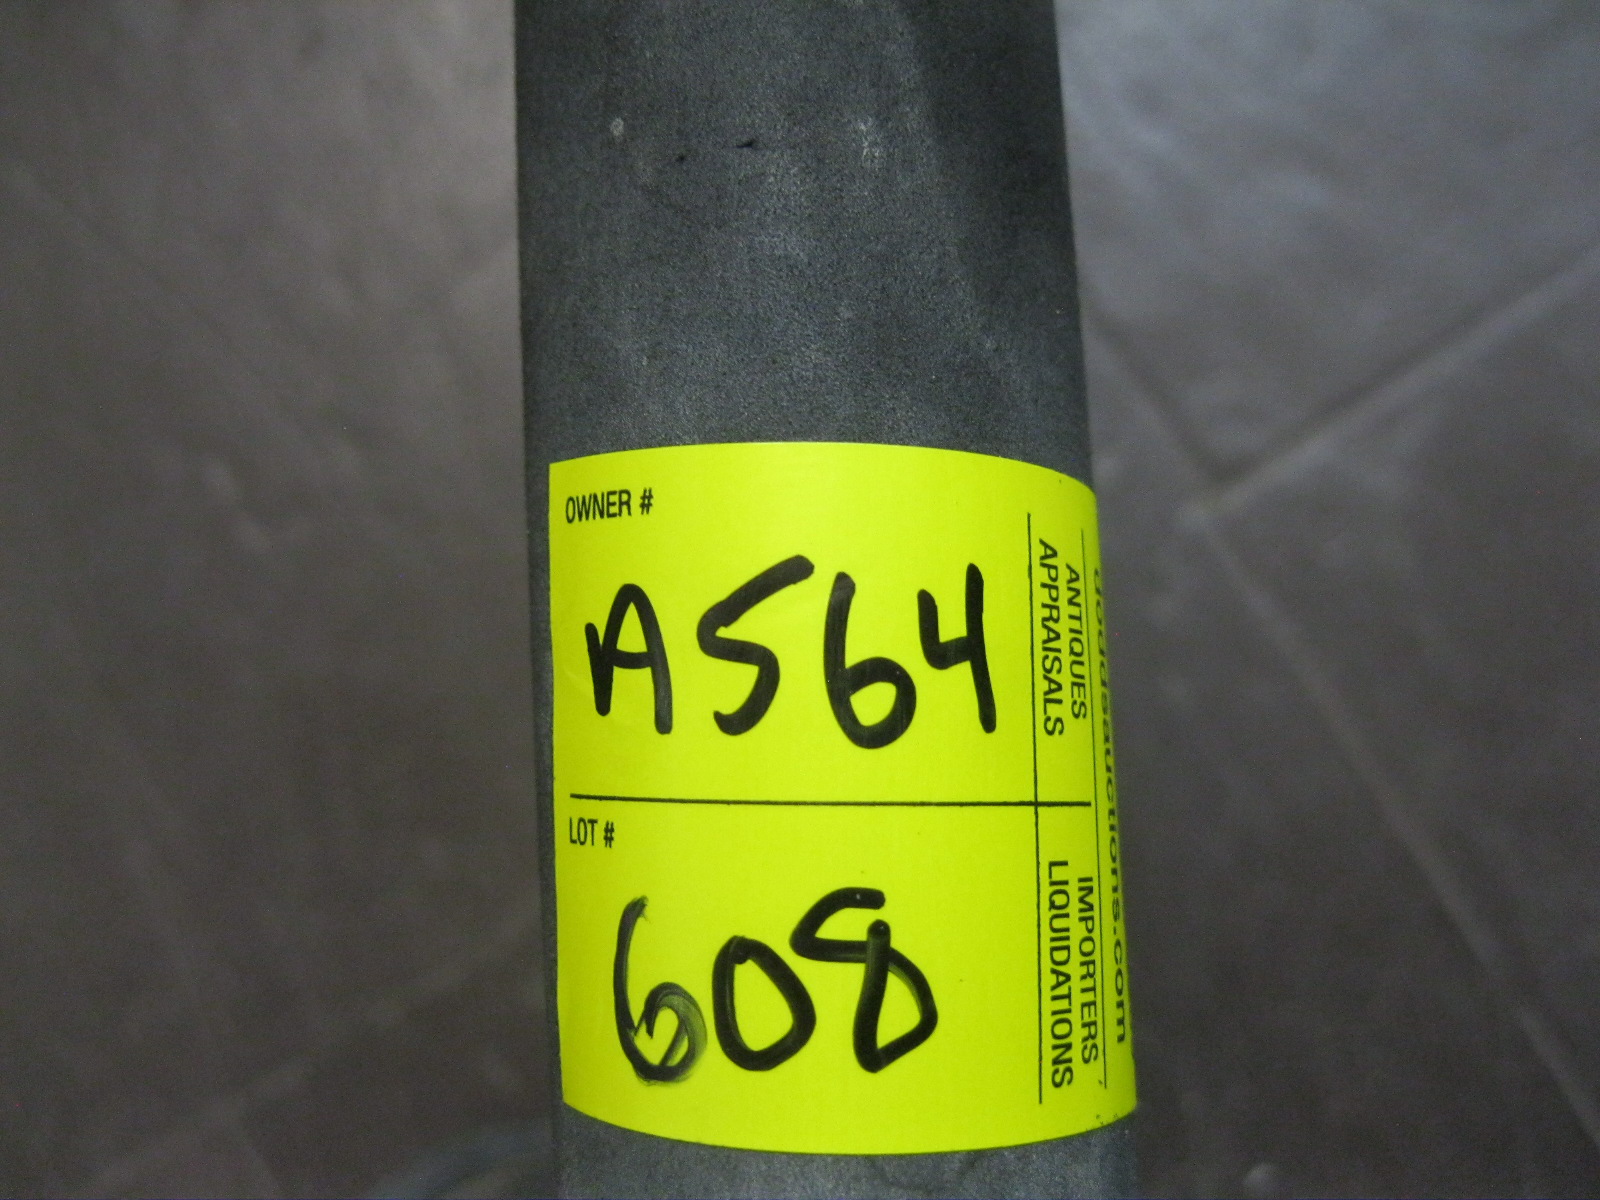 OWNER #
A564
LOT #
608
ANTIQUES
APPRAISALS
IMPORTERS
LIQUIDATIONS